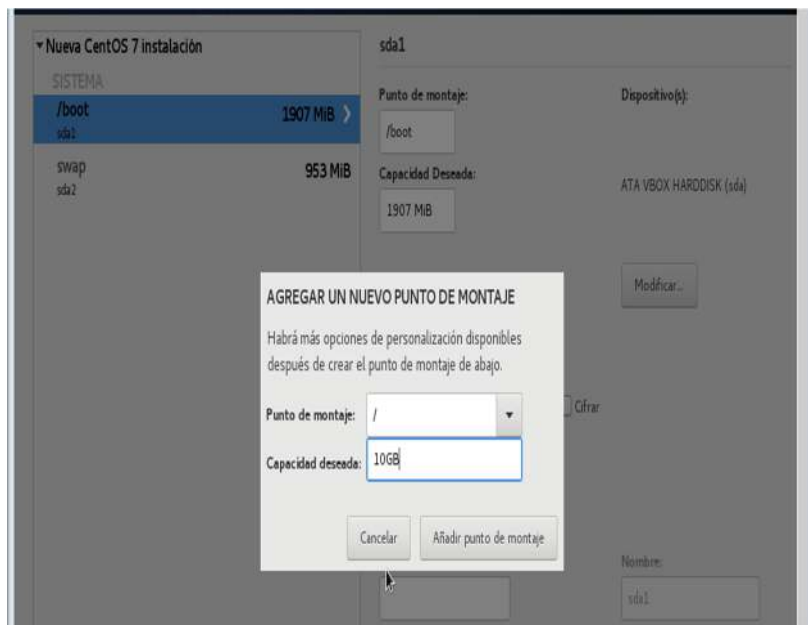 Nueva CentOS 7 instalación
SISTEMA
/boot
1907 MiB
sda1
swap
953 MiB
sda2
sda1
Punto de montaje:
Dispositivo(s):
/boot
Capacidad Deseada:
ATA VBOX HARDDISK (sda)
1907 MiB
Modificar...
AGREGAR UN NUEVO PUNTO DE MONTAJE
Habrá más opciones de personalización disponibles
después de crear el punto de montaje de abajo.
Punto de montaje: /
Capacidad deseada: 10GB
Cifrar
Cancelar
Añadir punto de montaje
Nombre:
sda1